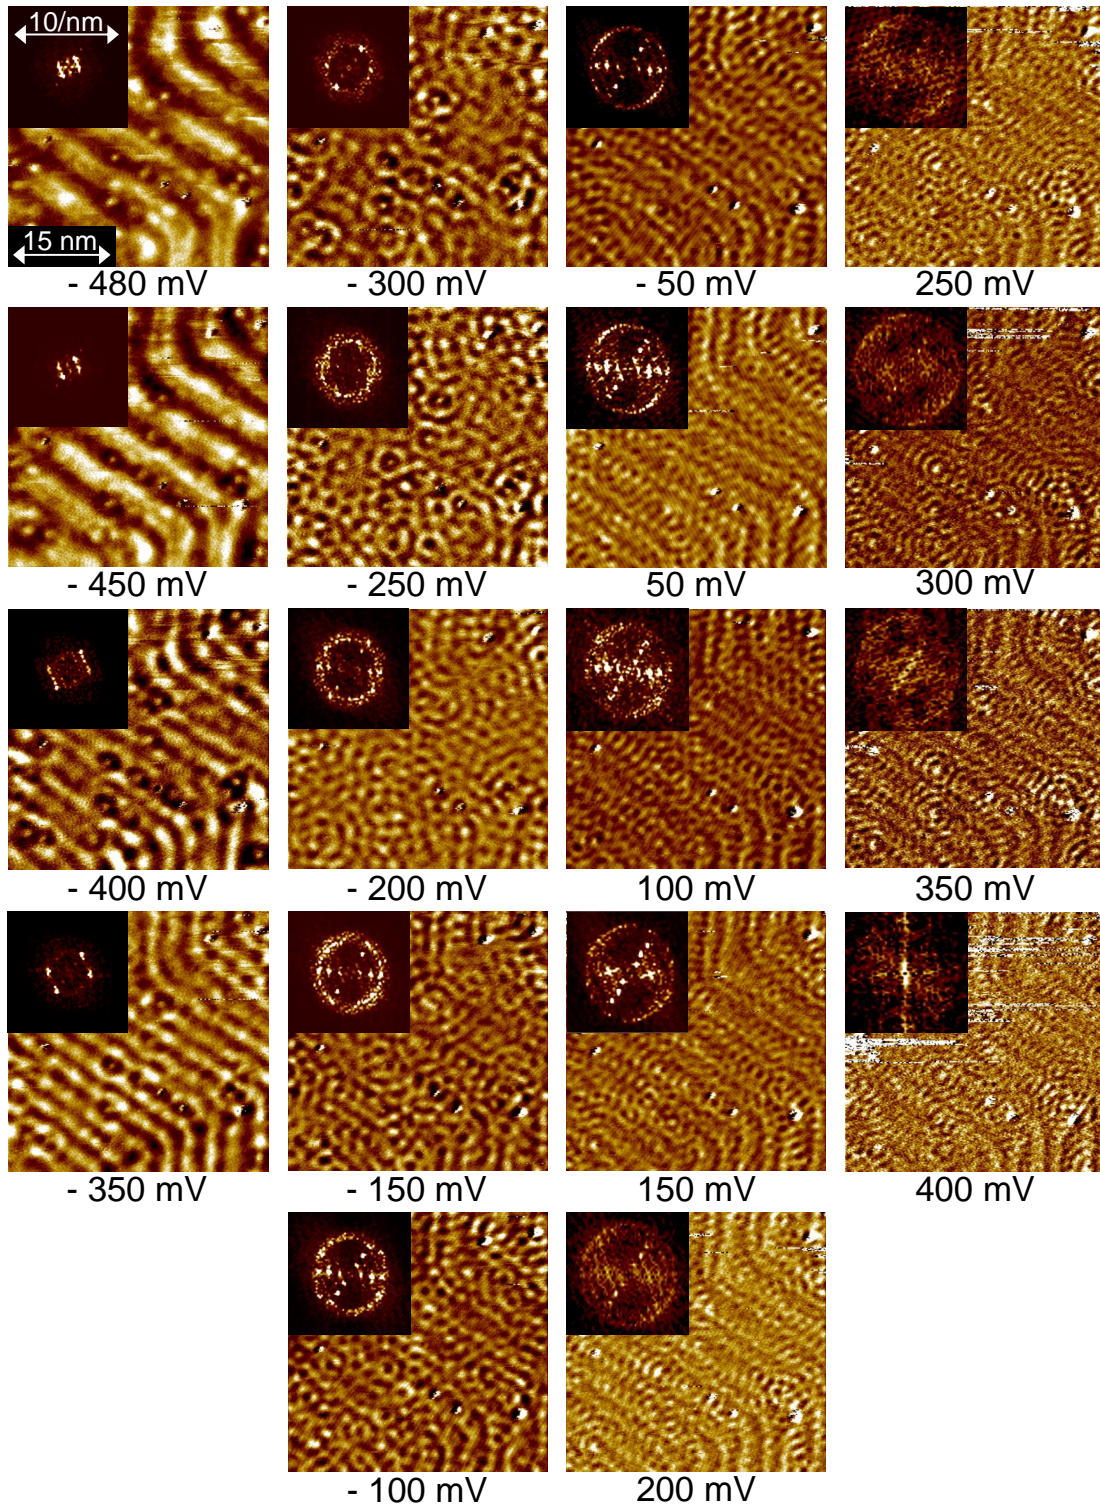 10/nm
15 nm
- 480 mV
- 300 mV
- 50 mV
250 mV
- 450 mV
- 250 mV
50 mV
300 mV
- 400 mV
- 200 mV
100 mV
350 mV
- 350 mV
- 150 mV
150 mV
400 mV
- 100 mV
200 mV